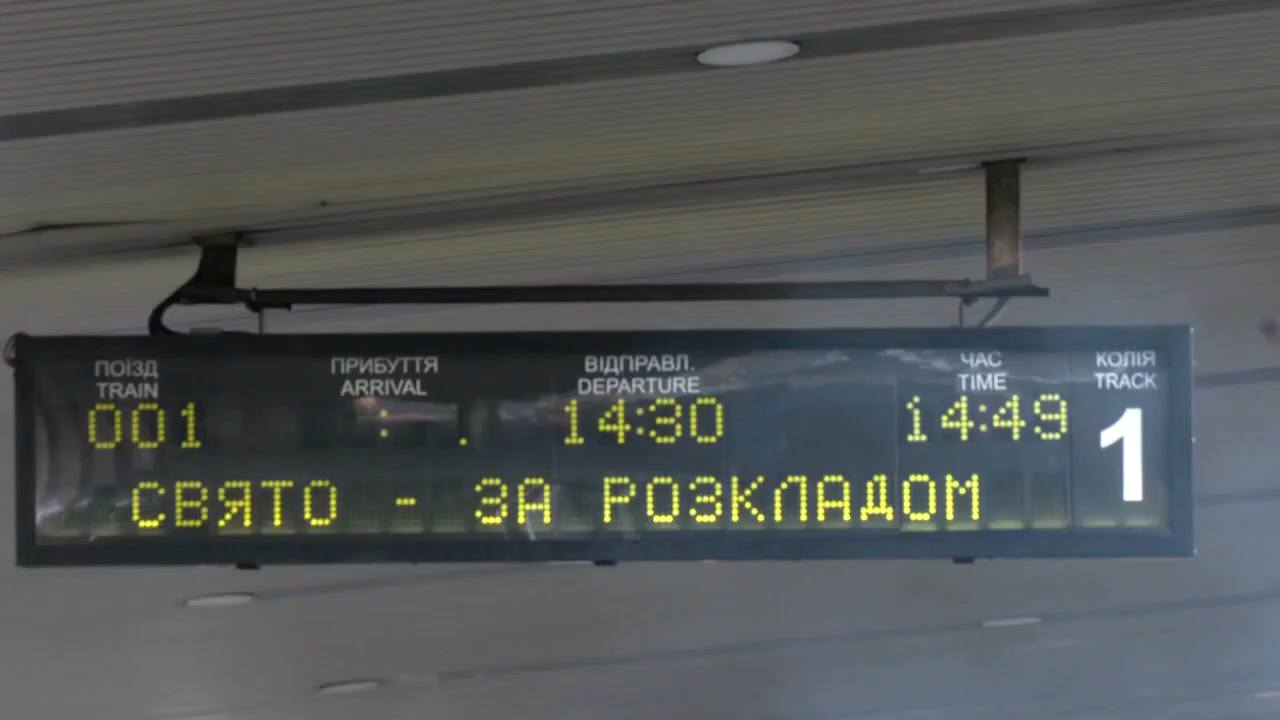 ПОЇЗД ПРИБУТТЯ ВІДПРАВЛ. ЧАС КОЛІЯ
TRAIN ARRIVAL DEPARTURE TIME TRACK
001 : . 14:30 14:49 1
СВЯТО - ЗА РОЗКЛАДОМ